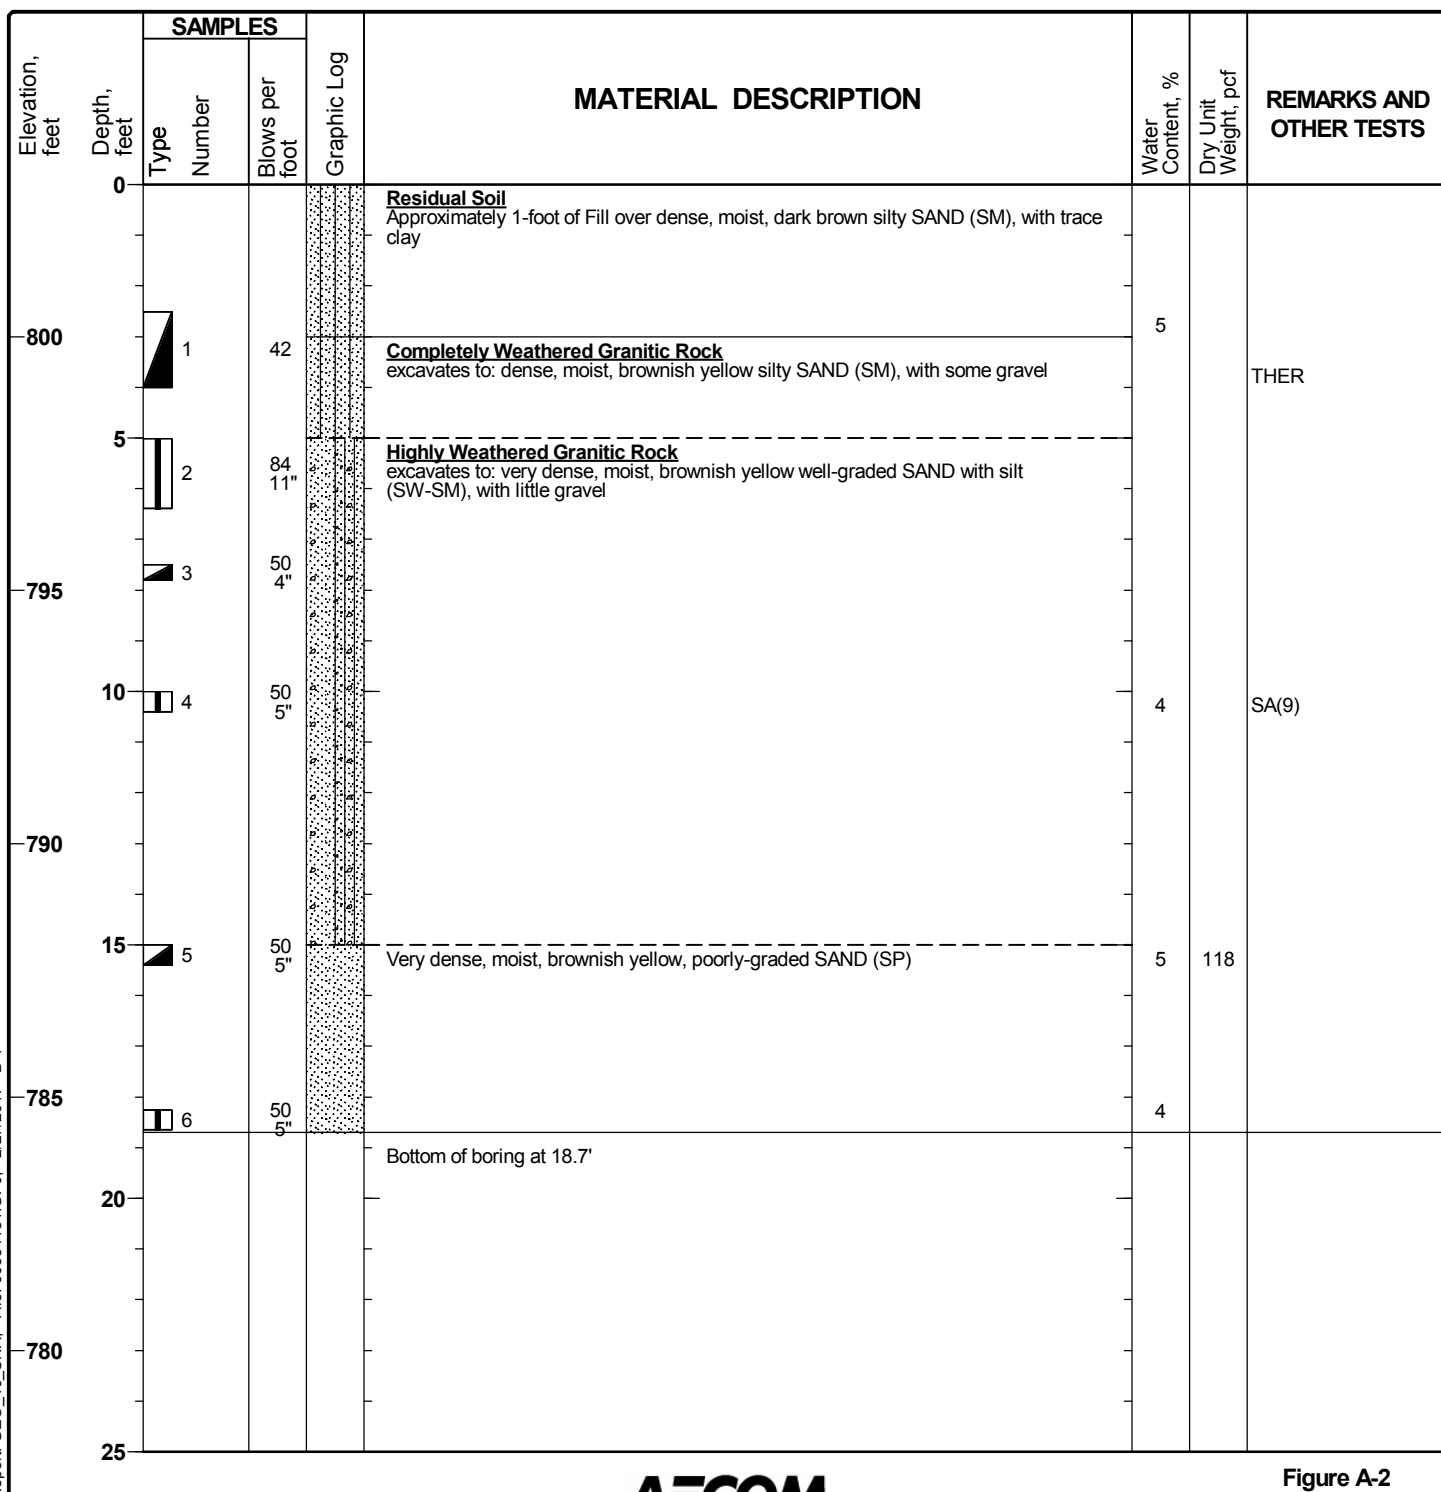 SAMPLES
Elevation,
feet
Depth,
feet
Type
Number
Blows per
foot
Graphic Log
MATERIAL DESCRIPTION
Water
Content, %
Dry Unit
Weight, pcf
REMARKS AND
OTHER TESTS
0
Residual Soil
Approximately 1-foot of Fill over dense, moist, dark brown silty SAND (SM), with trace
clay
5
800
1
42
Completely Weathered Granitic Rock
excavates to: dense, moist, brownish yellow silty SAND (SM), with some gravel
THER
5
Highly Weathered Granitic Rock
2
84
11"
excavates to: very dense, moist, brownish yellow well-graded SAND with silt
(SW-SM), with little gravel
3
50
4"
795
10
4
50
5"
4
SA(9)
790
15
5
50
5"
Very dense, moist, brownish yellow, poorly-graded SAND (SP)
5
118
785
6
50
5"
4
Bottom of boring at 18.7'
20
780
25
AECOM
Figure A-2